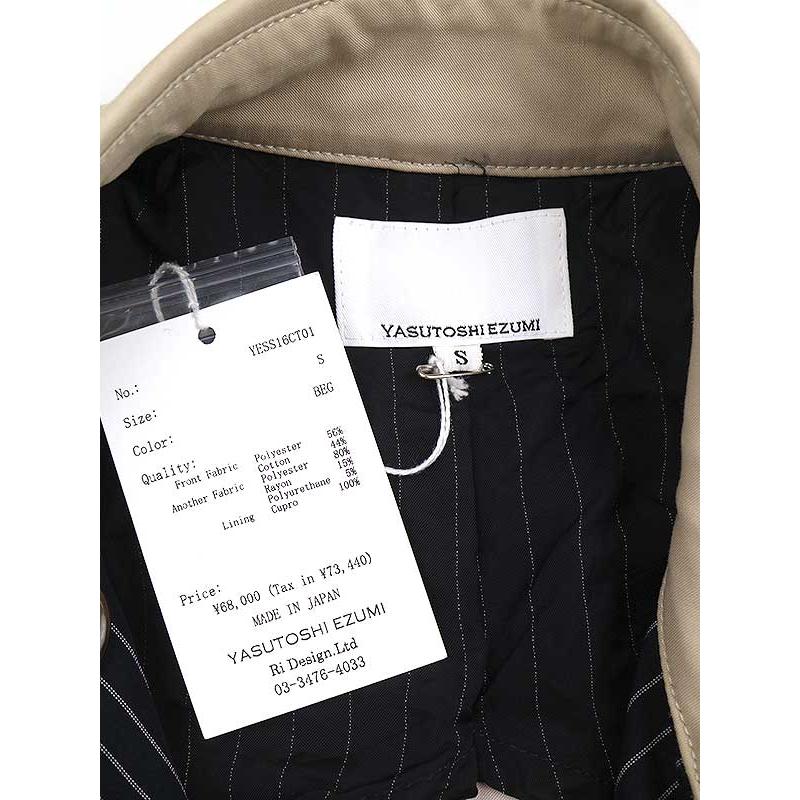 YASUTOSHI EZUMI
S
No.: YESS16CT01
Size: S
Color: BEG
Quality:
Front Fabric Polyester 56%
Cotton 44%
Another Fabric Polyester 80%
Rayon 15%
Polyurethane 5%
Lining Cupro 100%
Price:
¥68,000 (Tax in ¥73,440)
MADE IN JAPAN
YASUTOSHI EZUMI
Ri Design.Ltd
03-3476-4033